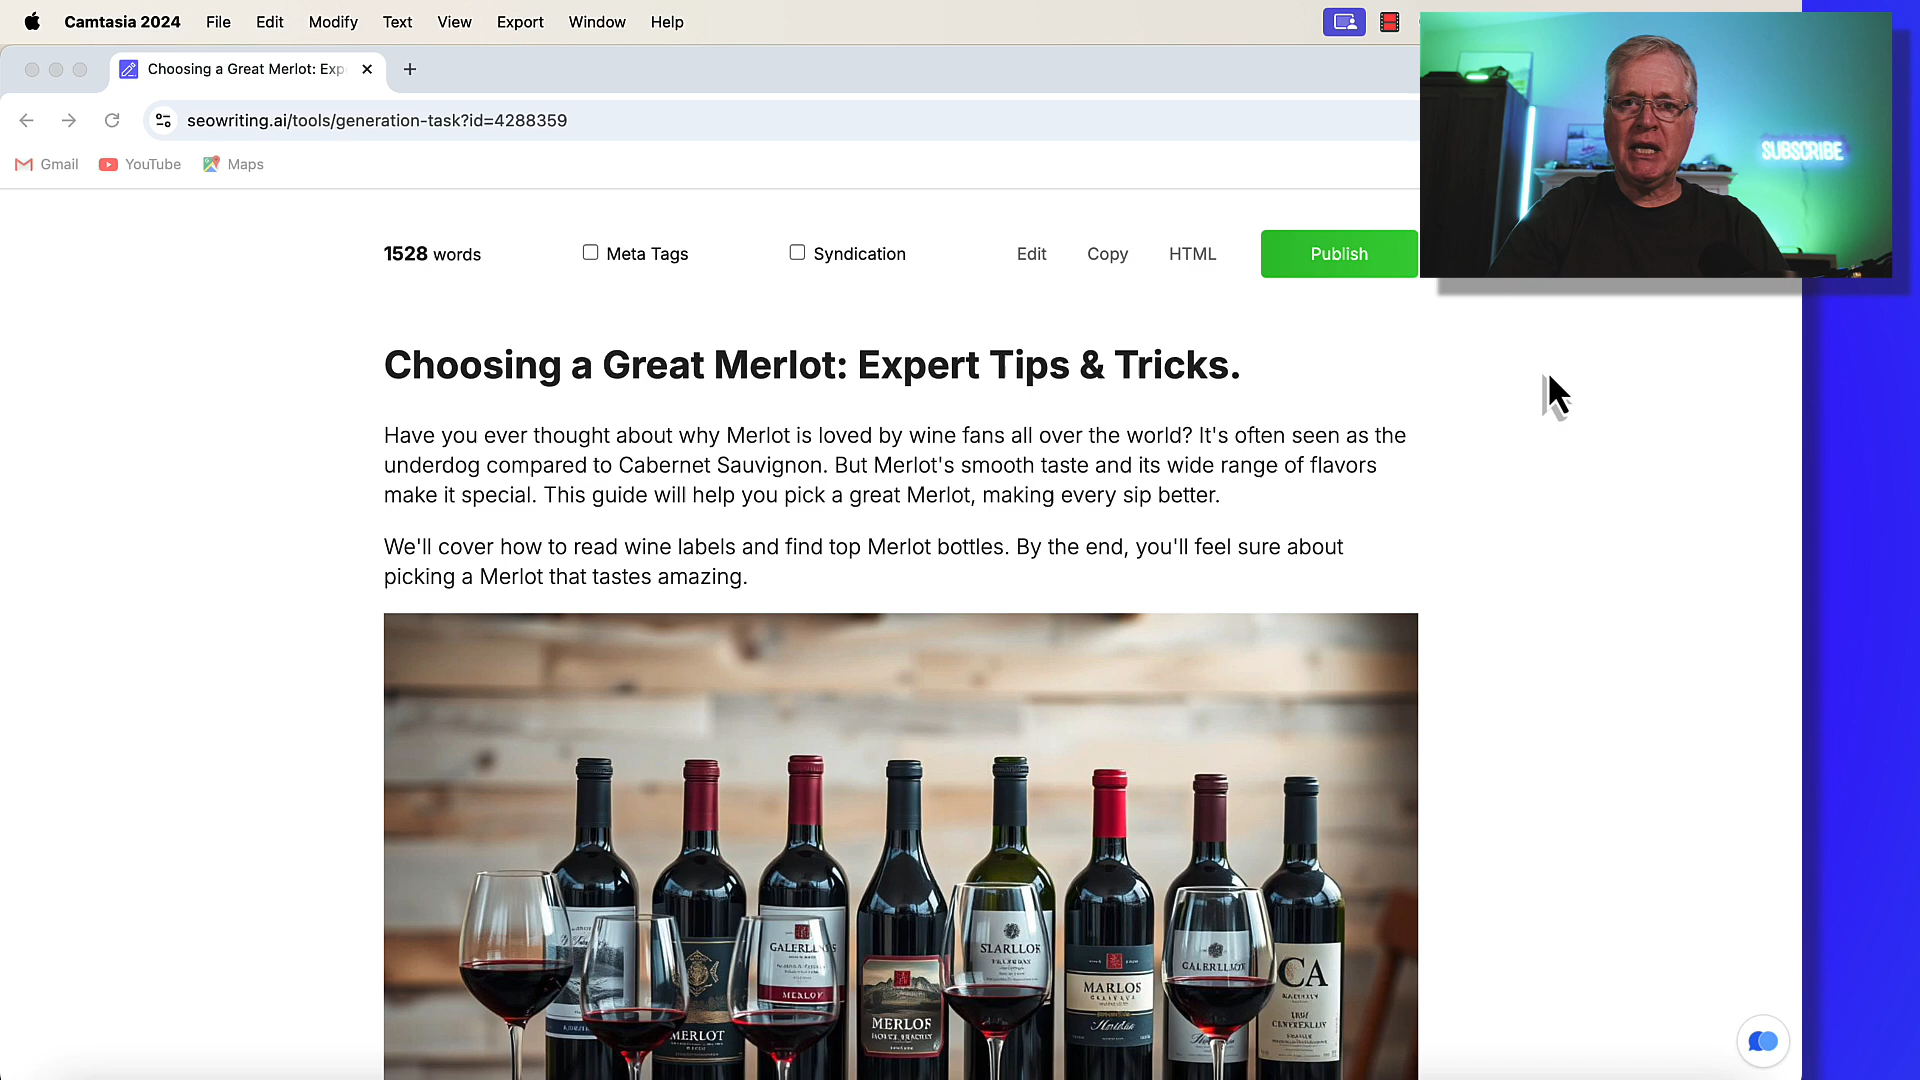 Camtasia 2024 File Edit Modify Text View Export Window Help
Choosing a Great Merlot: Exp
seowriting.ai/tools/generation-task?id=4288359
Gmail YouTube Maps
SUBSCRIBE
1528 words Meta Tags Syndication Edit Copy HTML Publish
Choosing a Great Merlot: Expert Tips & Tricks.
Have you ever thought about why Merlot is loved by wine fans all over the world? It's often seen as the
underdog compared to Cabernet Sauvignon. But Merlot's smooth taste and its wide range of flavors
make it special. This guide will help you pick a great Merlot, making every sip better.
We'll cover how to read wine labels and find top Merlot bottles. By the end, you'll feel sure about
picking a Merlot that tastes amazing.
MERLOT
MARLOS
CA